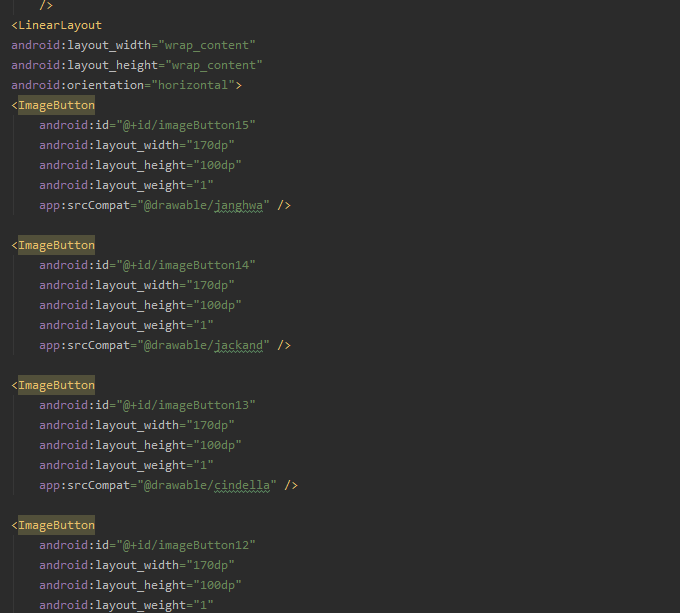 />
<LinearLayout
android:layout_width="wrap_content"
android:layout_height="wrap_content"
android:orientation="horizontal">
<ImageButton
android:id="@+id/imageButton15"
android:layout_width="170dp"
android:layout_height="100dp"
android:layout_weight="1"
app:srcCompat="@drawable/janghwa" />
<ImageButton
android:id="@+id/imageButton14"
android:layout_width="170dp"
android:layout_height="100dp"
android:layout_weight="1"
app:srcCompat="@drawable/jackand" />
<ImageButton
android:id="@+id/imageButton13"
android:layout_width="170dp"
android:layout_height="100dp"
android:layout_weight="1"
app:srcCompat="@drawable/cindella" />
<ImageButton
android:id="@+id/imageButton12"
android:layout_width="170dp"
android:layout_height="100dp"
android:layout_weight="1"